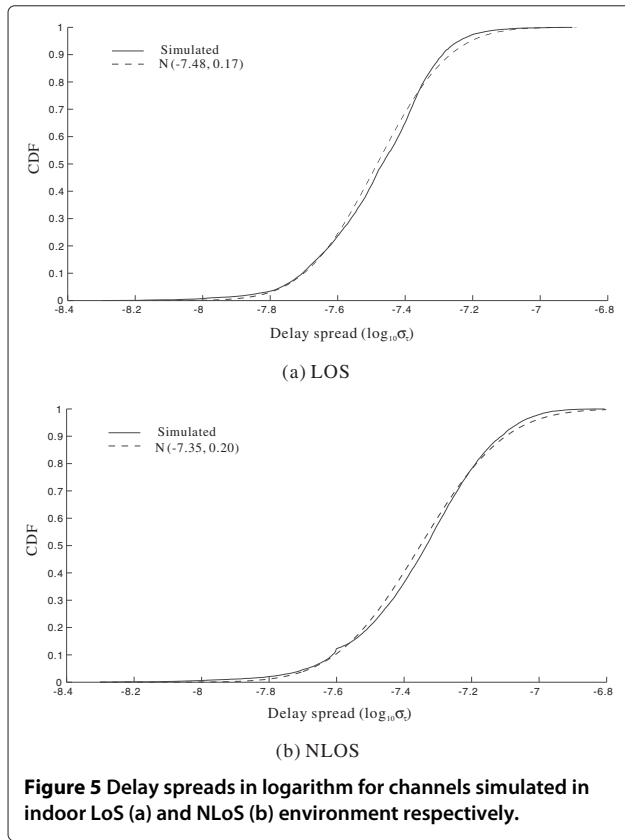 1
0.9
0.8
0.7
0.6
0.5
0.4
0.3
0.2
0.1
0
CDF
Simulated
N(-7.48, 0.17)
-8.4 -8.2 -8 -7.8 -7.6 -7.4 -7.2 -7 -6.8
Delay spread (log₁₀στ)
(a) LOS
1
0.9
0.8
0.7
0.6
0.5
0.4
0.3
0.2
0.1
0
CDF
Simulated
N(-7.35, 0.20)
-8.4 -8.2 -8 -7.8 -7.6 -7.4 -7.2 -7 -6.8
Delay spread (log₁₀στ)
(b) NLOS
Figure 5 Delay spreads in logarithm for channels simulated in
indoor LoS (a) and NLoS (b) environment respectively.